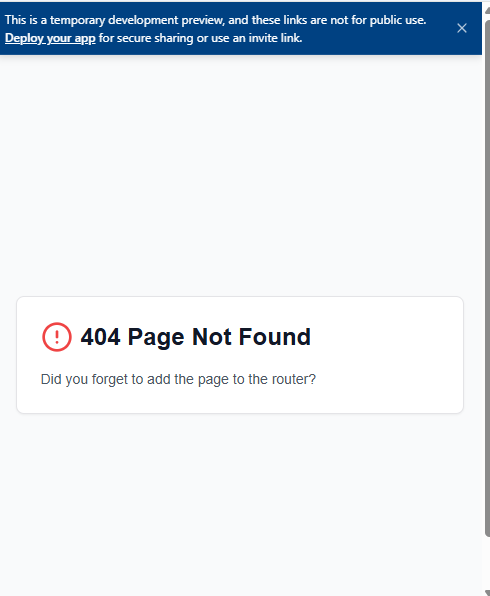 This is a temporary development preview, and these links are not for public use.
Deploy your app for secure sharing or use an invite link.
404 Page Not Found
Did you forget to add the page to the router?